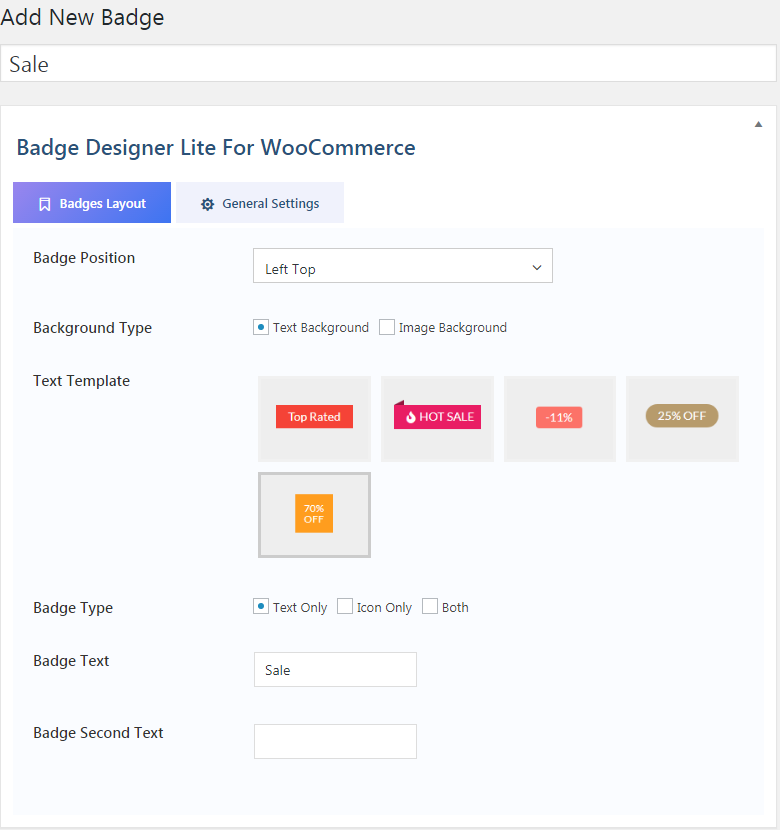 Add New Badge
Sale
Badge Designer Lite For WooCommerce
Badges Layout General Settings
Badge Position Left Top
Background Type Text Background Image Background
Text Template
Top Rated HOT SALE -11% 25% OFF
70%
OFF
Badge Type Text Only Icon Only Both
Badge Text Sale
Badge Second Text